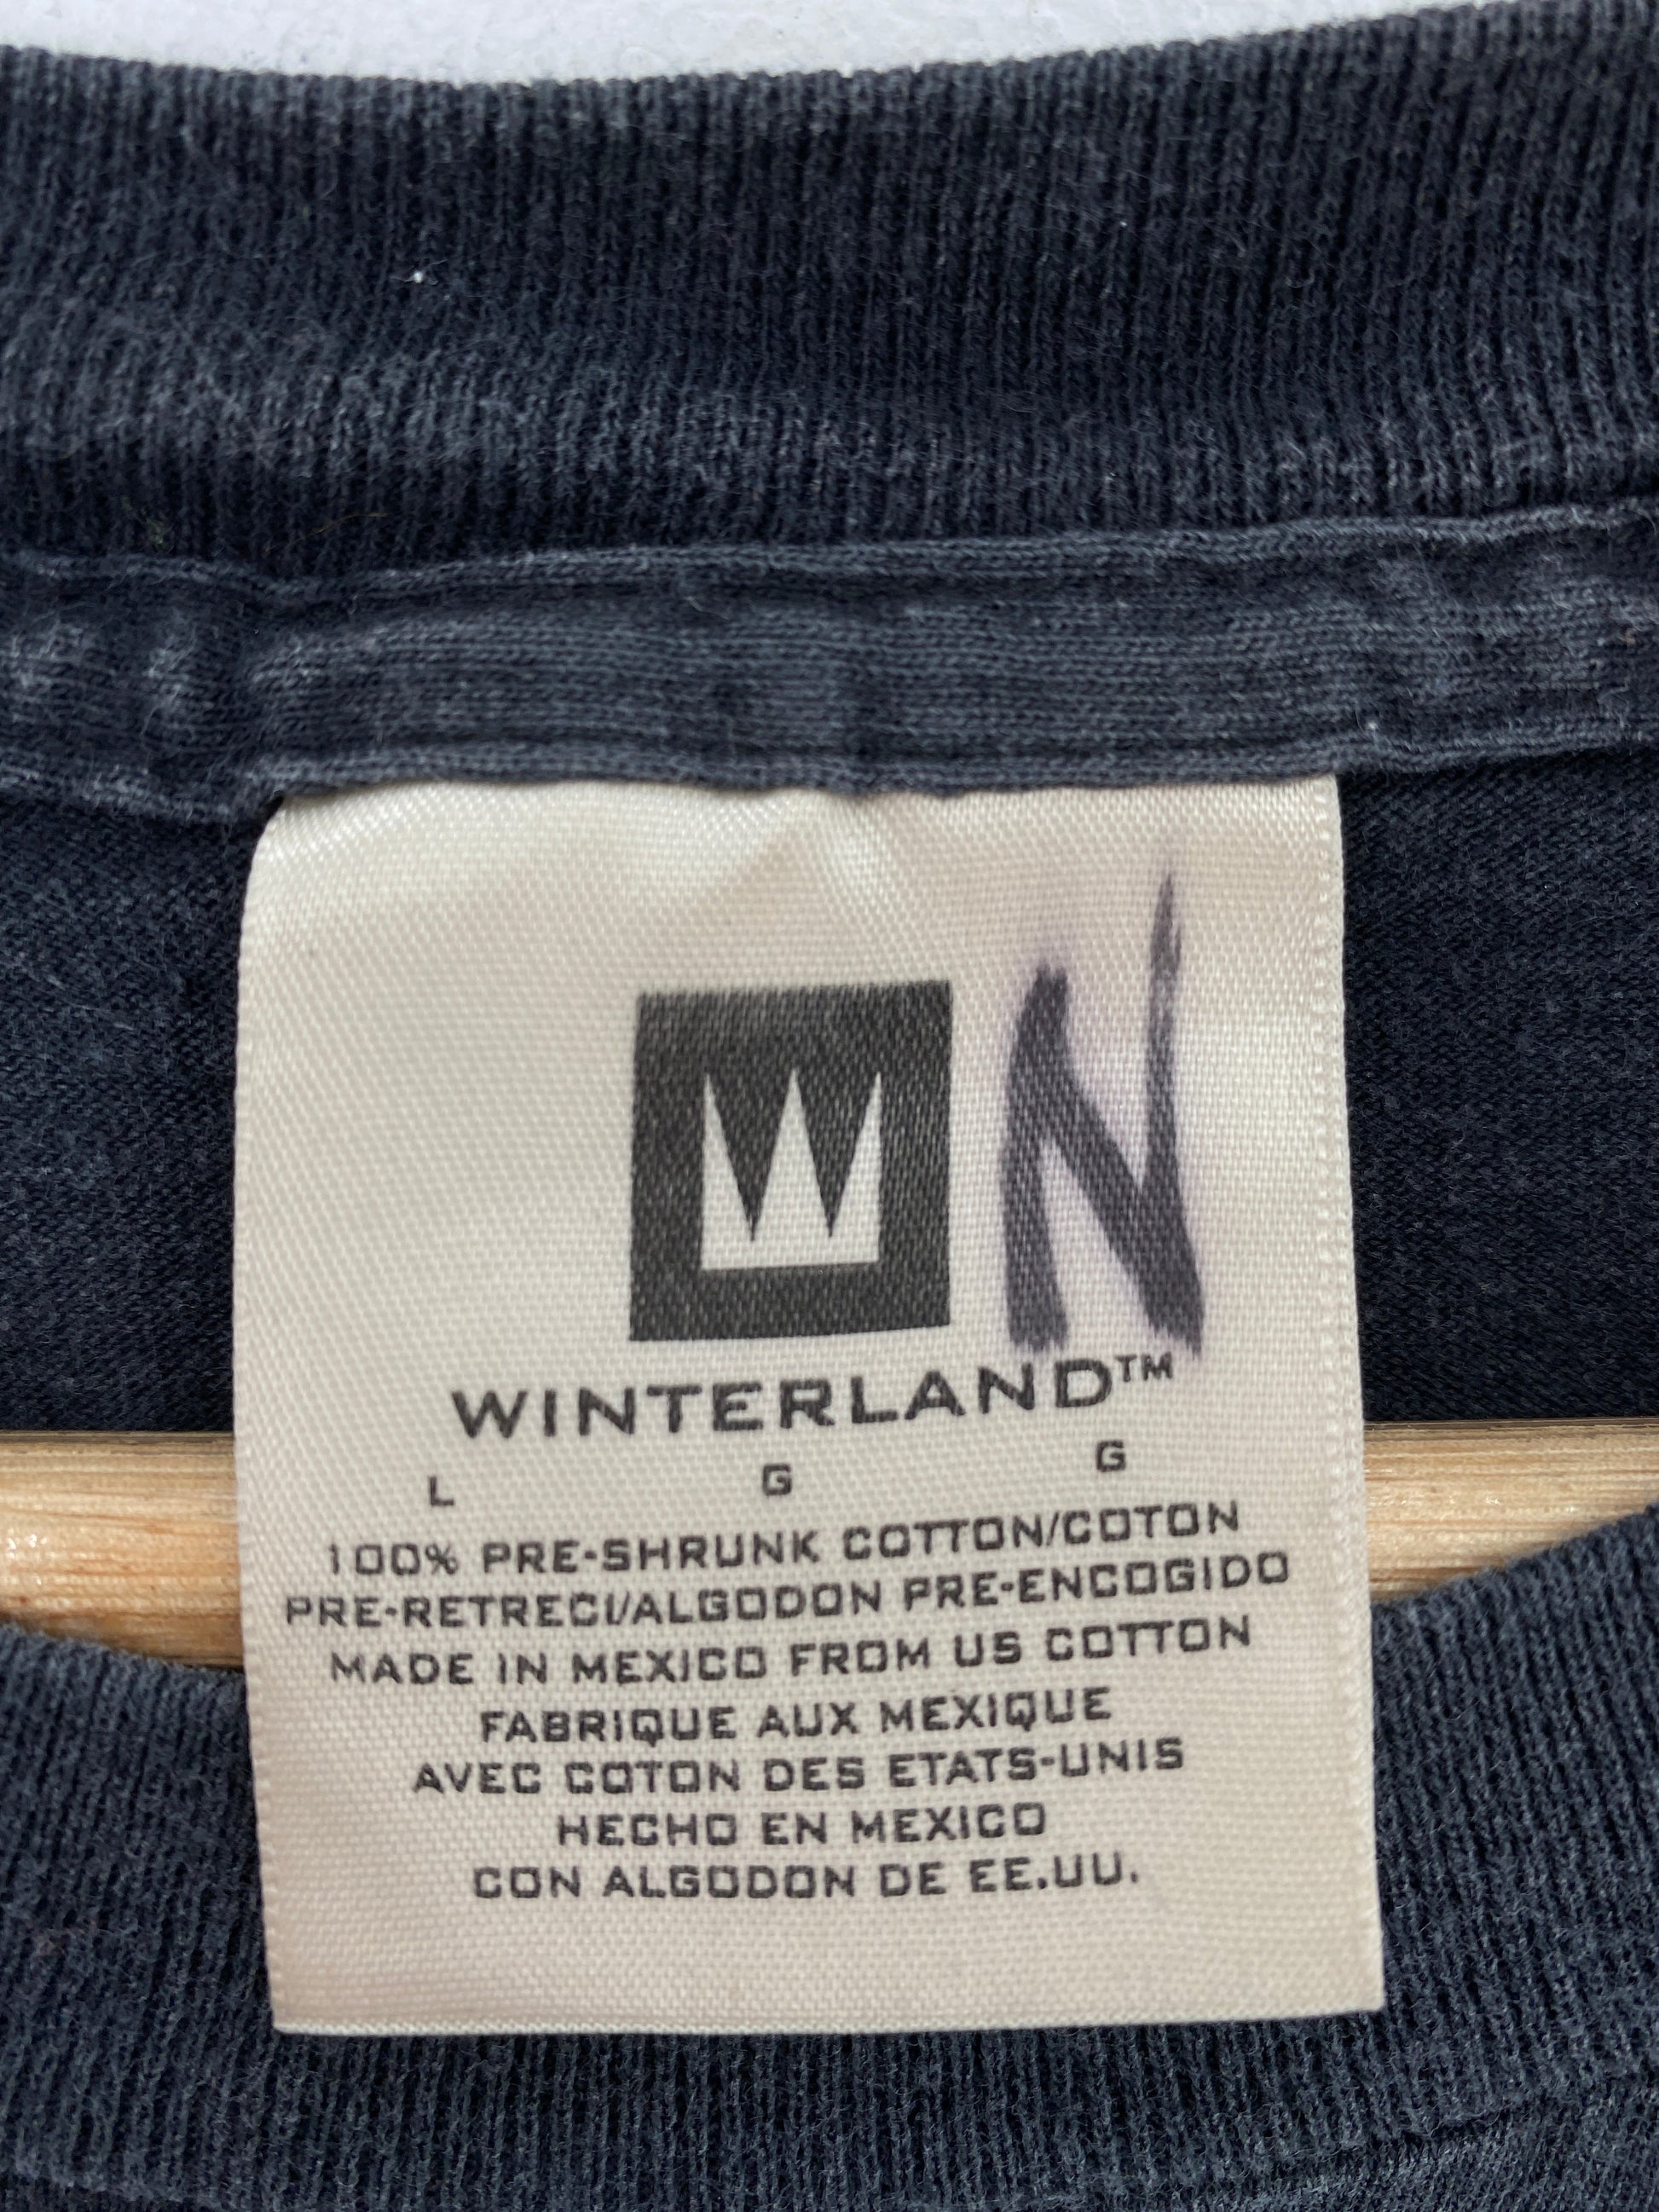 N
WINTERLAND™
L G G
100% PRE-SHRUNK COTTON/COTON
PRE-RETRECI/ALGODON PRE-ENCOGIDO
MADE IN MEXICO FROM US COTTON
FABRIQUE AUX MEXIQUE
AVEC COTON DES ETATS-UNIS
HECHO EN MEXICO
CON ALGODON DE EE.UU.